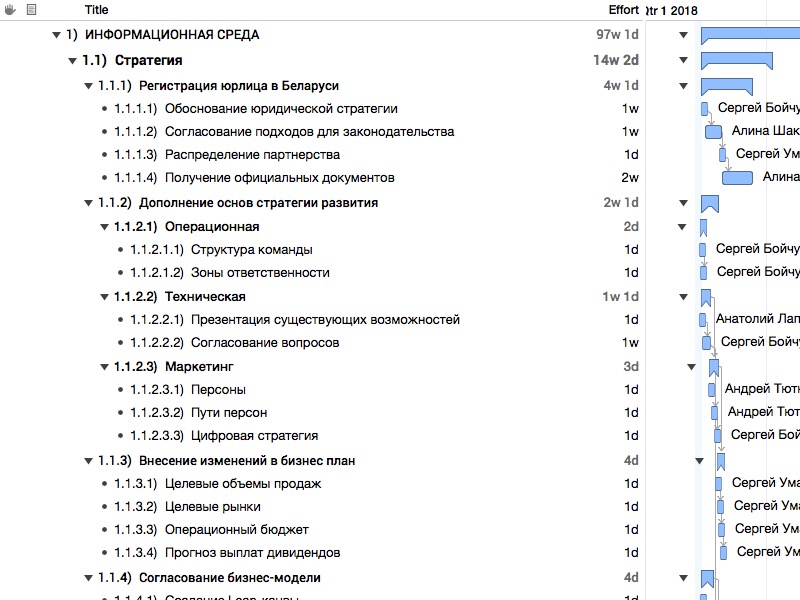 Title Effort Qtr 1 2018
1) ИНФОРМАЦИОННАЯ СРЕДА 97w 1d
1.1) Стратегия 14w 2d
1.1.1) Регистрация юрлица в Беларуси 4w 1d
1.1.1.1) Обоснование юридической стратегии 1w Сергей Бойчу
1.1.1.2) Согласование подходов для законодательства 1w Алина Шак
1.1.1.3) Распределение партнерства 1d Сергей Ум
1.1.1.4) Получение официальных документов 2w Алина
1.1.2) Дополнение основ стратегии развития 2w 1d
1.1.2.1) Операционная 2d
1.1.2.1.1) Структура команды 1d Сергей Бойчу
1.1.2.1.2) Зоны ответственности 1d Сергей Бойчу
1.1.2.2) Техническая 1w 1d
1.1.2.2.1) Презентация существующих возможностей 1d Анатолий Лап
1.1.2.2.2) Согласование вопросов 1w Сергей Бойч
1.1.2.3) Маркетинг 3d
1.1.2.3.1) Персоны 1d Андрей Тютн
1.1.2.3.2) Пути персон 1d Андрей Тют
1.1.2.3.3) Цифровая стратегия 1d Сергей Бой
1.1.3) Внесение изменений в бизнес план 4d
1.1.3.1) Целевые объемы продаж 1d Сергей Ума
1.1.3.2) Целевые рынки 1d Сергей Ума
1.1.3.3) Операционный бюджет 1d Сергей Ум
1.1.3.4) Прогноз выплат дивидендов 1d Сергей Ум
1.1.4) Согласование бизнес-модели 4d